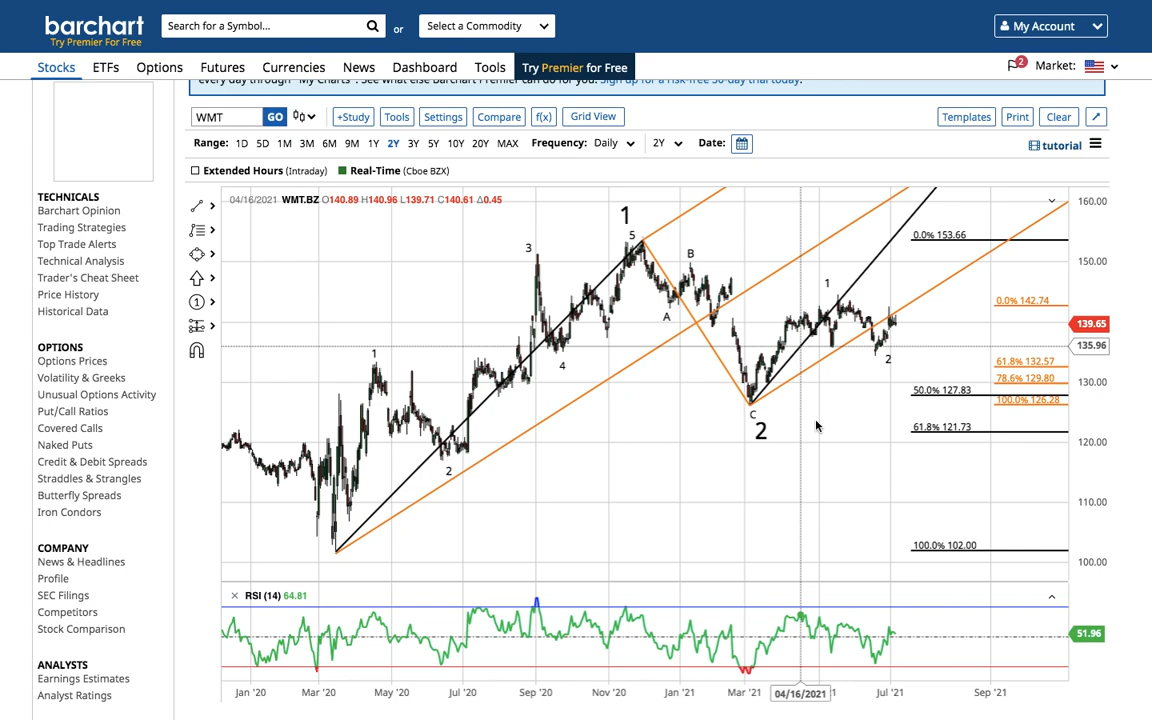 barchart
Try Premier For Free
Search for a Symbol...
or
Select a Commodity
My Account
Stocks
ETFs
Options
Futures
Currencies
News
Dashboard
Tools
Try Premier for Free
2
Market:
WMT
GO
+Study
Tools
Settings
Compare
f(x)
Grid View
Templates
Print
Clear
Range:
1D
5D
1M
3M
6M
9M
1Y
2Y
3Y
5Y
10Y
20Y
MAX
Frequency:
Daily
2Y
Date:
tutorial
Extended Hours (Intraday)
Real-Time (Cboe BZX)
TECHNICALS
Barchart Opinion
Trading Strategies
Top Trade Alerts
Technical Analysis
Trader's Cheat Sheet
Price History
Historical Data
OPTIONS
Options Prices
Volatility & Greeks
Unusual Options Activity
Put/Call Ratios
Covered Calls
Naked Puts
Credit & Debit Spreads
Straddles & Strangles
Butterfly Spreads
Iron Condors
COMPANY
News & Headlines
Profile
SEC Filings
Competitors
Stock Comparison
ANALYSTS
Earnings Estimates
Analyst Ratings
04/16/2021 WMT.BZ O140.89 H140.96 L139.71 C140.61 Δ0.45
1
1
2
3
4
5
A
B
C
2
1
2
0.0% 153.66
0.0% 142.74
61.8% 132.57
78.6% 129.80
50.0% 127.83
100.0% 126.28
61.8% 121.73
100.0% 102.00
160.00
150.00
139.65
135.96
130.00
120.00
110.00
100.00
RSI (14) 64.81
51.96
Jan '20
Mar '20
May '20
Jul '20
Sep '20
Nov '20
Jan '21
Mar '21
04/16/2021
Jul '21
Sep '21